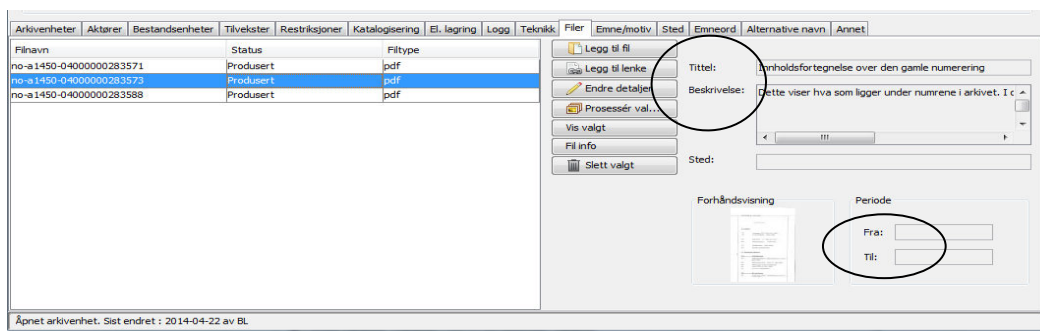 Arkivenheter Aktører Bestandsenheter Tilvekster Restriksjoner Katalogisering El. lagring Logg Teknikk Filer Emne/motiv Sted Emneord Alternative navn Annet
Filnavn Status Filtype
no-a1450-04000000283571 Produsert pdf
no-a1450-04000000283573 Produsert pdf
no-a1450-04000000283588 Produsert pdf
Legg til fil
Legg til lenke
Endre detaljer
Prosessér val...
Vis valgt
Fil info
Slett valgt
Tittel: Innholdsfortegnelse over den gamle numerering
Beskrivelse: Dette viser hva som ligger under numrene i arkivet. I d
Sted:
Forhåndsvisning
Periode
Fra:
Til:
Åpnet arkivenhet. Sist endret : 2014-04-22 av BL